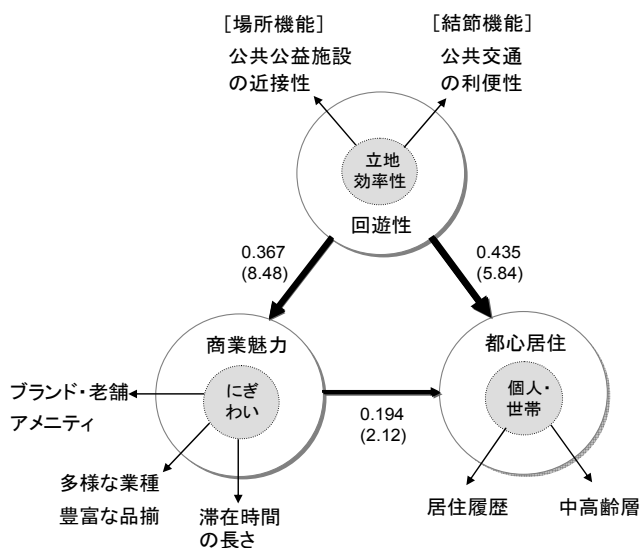 ［場所機能］
公共公益施設
の近接性
［結節機能］
公共交通
の利便性
立地
効率性
回遊性
0.367
(8.48)
0.435
(5.84)
商業魅力
にぎ
わい
都心居住
個人・
世帯
0.194
(2.12)
ブランド・老舗
アメニティ
多様な業種
豊富な品揃
滞在時間
の長さ
居住履歴
中高齢層